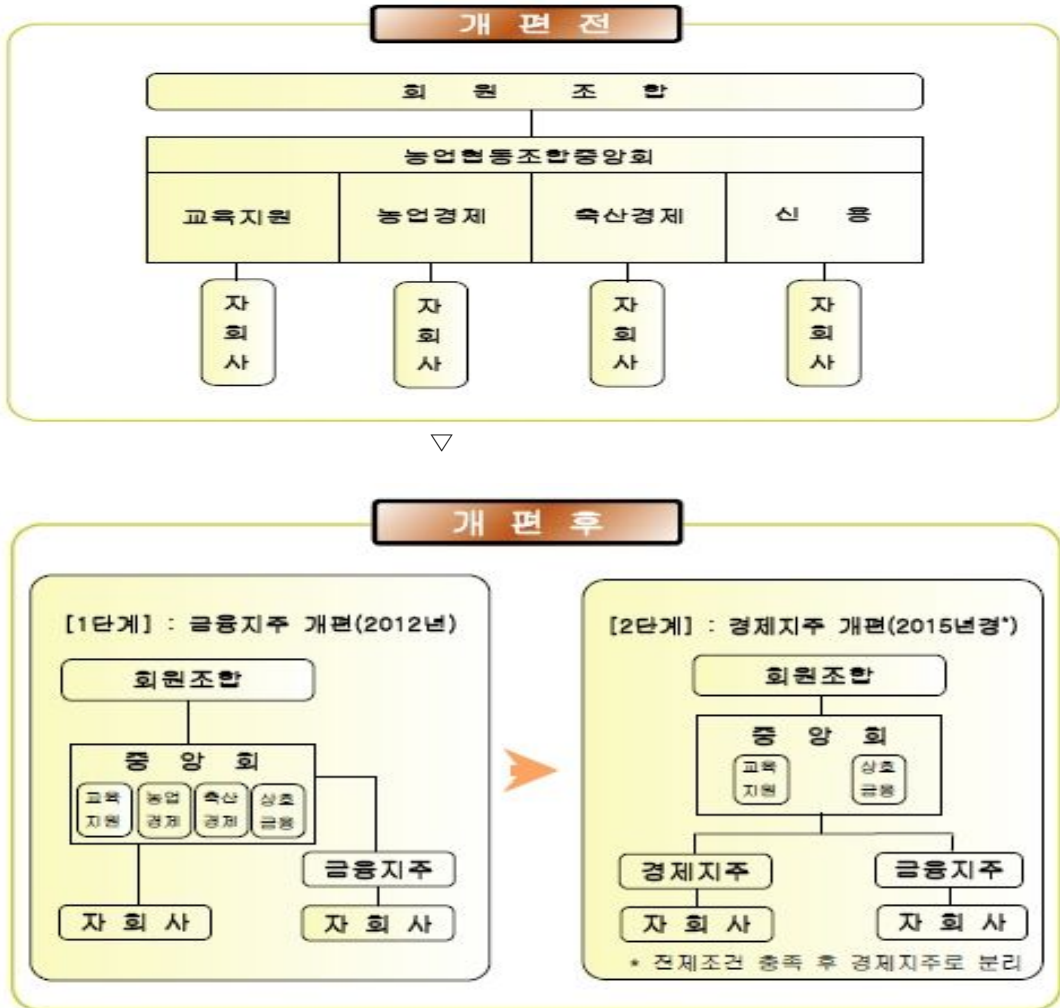 개 편 전
회 원 조 합
농업협동조합중앙회
교육지원 농업경제 축산경제 신 용
자 자 자 자
회 회 회 회
사 사 사 사
▽
개 편 후
[1단계] : 금융지주 개편(2012년)
회원조합
중 앙 회
교육 농업 축산 상호
지원 경제 경제 금융
금융지주
자 회 사 자 회 사
[2단계] : 경제지주 개편(2015년경*)
회원조합
중 앙 회
교육 상호
지원 금융
경제지주 금융지주
자 회 사 자 회 사
* 전제조건 충족 후 경제지주로 분리